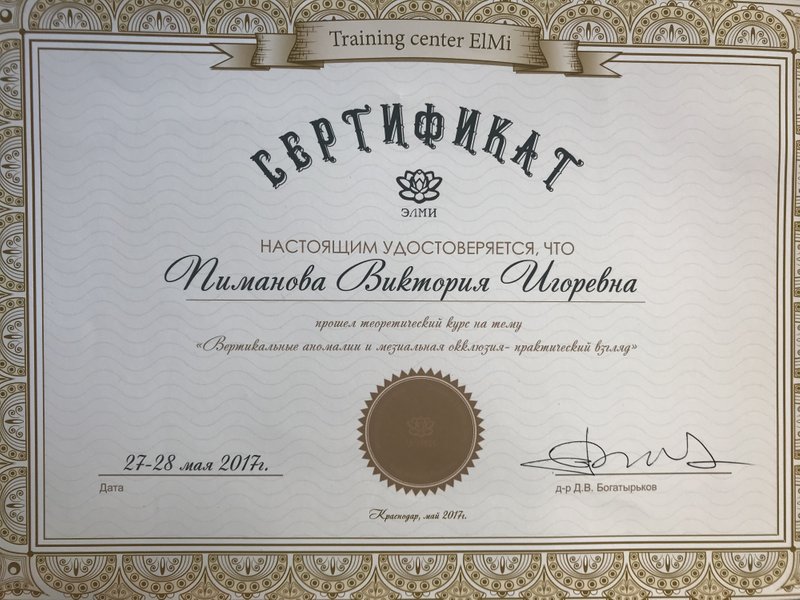 Training center ElMi
СЕРТИФИКАТ
ЭЛМИ
НАСТОЯЩИМ УДОСТОВЕРЯЕТСЯ, ЧТО
Пиманова Виктория Игоревна
прошел теоретический курс на тему
«Вертикальные аномалии и мезиальная окклюзия- практический взгляд»
27-28 мая 2017г.
Дата
д-р Д.В. Богатырьков
Краснодар, май 2017г.